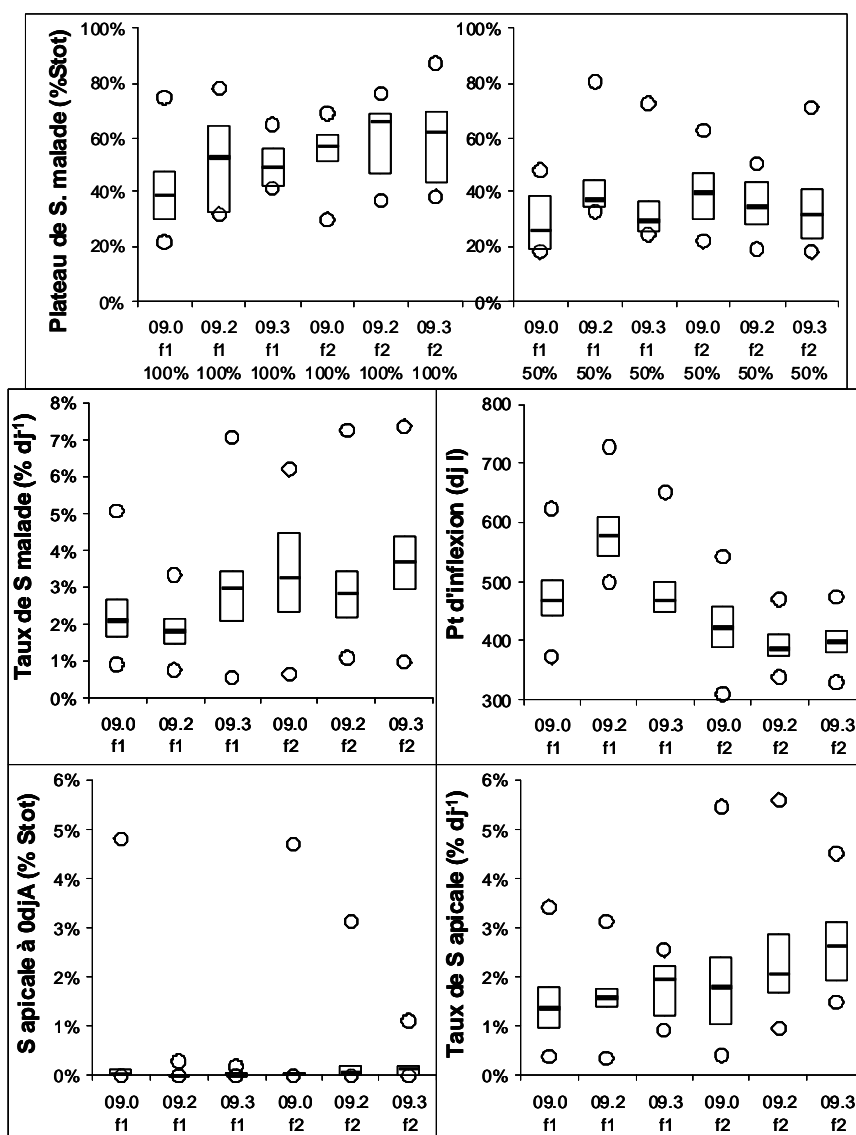 Plateau de S. malade (%Stot)
100%
80%
60%
40%
20%
0%
09.0 09.2 09.3 09.0 09.2 09.3
f1 f1 f1 f2 f2 f2
100% 100% 100% 100% 100% 100%
100%
80%
60%
40%
20%
0%
09.0 09.2 09.3 09.0 09.2 09.3
f1 f1 f1 f2 f2 f2
50% 50% 50% 50% 50% 50%
Taux de S malade (% dj-1)
8%
7%
6%
5%
4%
3%
2%
1%
0%
09.0 09.2 09.3 09.0 09.2 09.3
f1 f1 f1 f2 f2 f2
Pt d'inflexion (dj I)
800
700
600
500
400
300
09.0 09.2 09.3 09.0 09.2 09.3
f1 f1 f1 f2 f2 f2
S apicale à 0djA (% Stot)
6%
5%
4%
3%
2%
1%
0%
09.0 09.2 09.3 09.0 09.2 09.3
f1 f1 f1 f2 f2 f2
Taux de S apicale (% dj-1)
6%
5%
4%
3%
2%
1%
0%
09.0 09.2 09.3 09.0 09.2 09.3
f1 f1 f1 f2 f2 f2